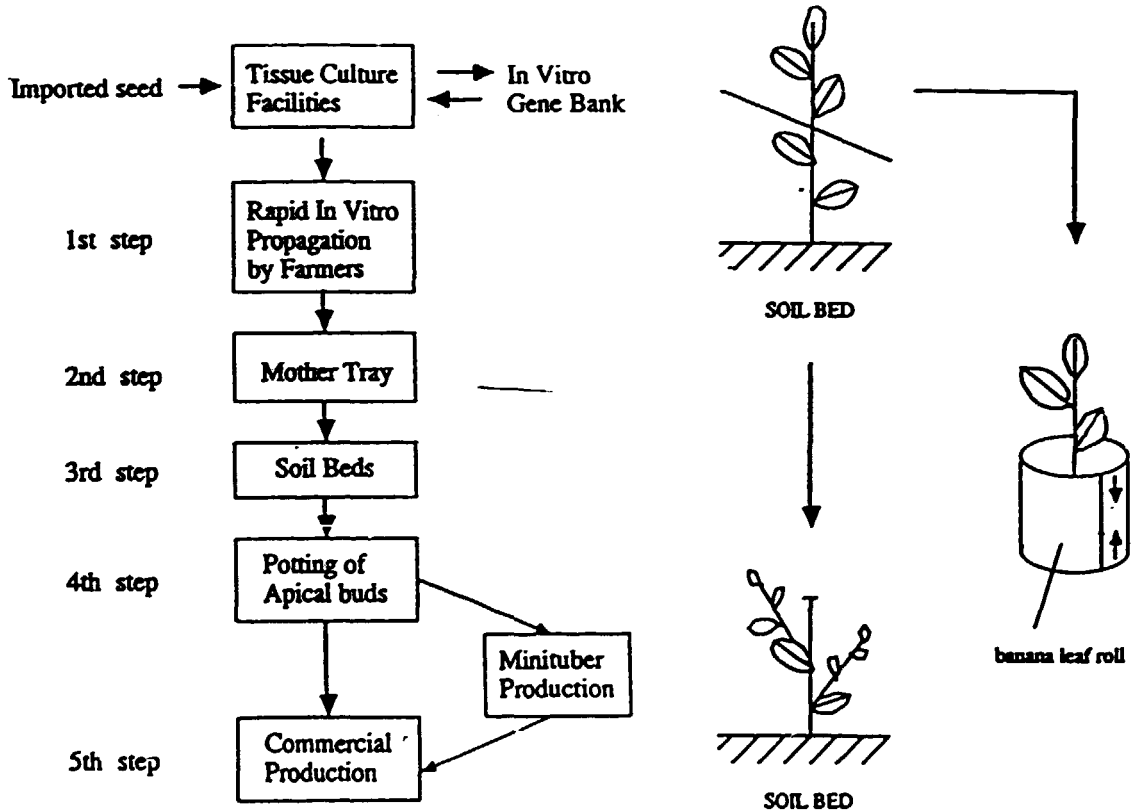 Imported seed
Tissue Culture
Facilities
In Vitro
Gene Bank
1st step
Rapid In Vitro
Propagation
by Farmers
2nd step
Mother Tray
3rd step
Soil Beds
4th step
Potting of
Apical buds
Minituber
Production
5th step
Commercial
Production
SOIL BED
banana leaf roll
SOIL BED